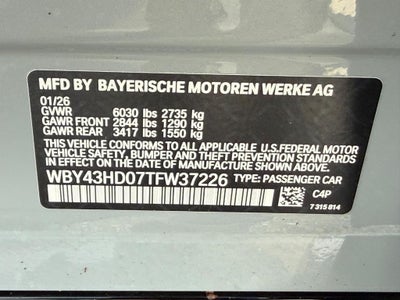 MFD BY BAYERISCHE MOTOREN WERKE AG
01/26
GVWR 6030 lbs 2735 kg
GAWR FRONT 2844 lbs 1290 kg
GAWR REAR 3417 lbs 1550 kg
THIS VEHICLE CONFORMS TO ALL APPLICABLE U.S.FEDERAL MOTOR
VEHICLE SAFETY, BUMPER AND THEFT PREVENTION STANDARDS
IN EFFECT ON THE DATE OF MANUFACTURE SHOWN ABOVE.
WBY43HD07TFW37226 TYPE: PASSENGER CAR
C4P
7 315 814